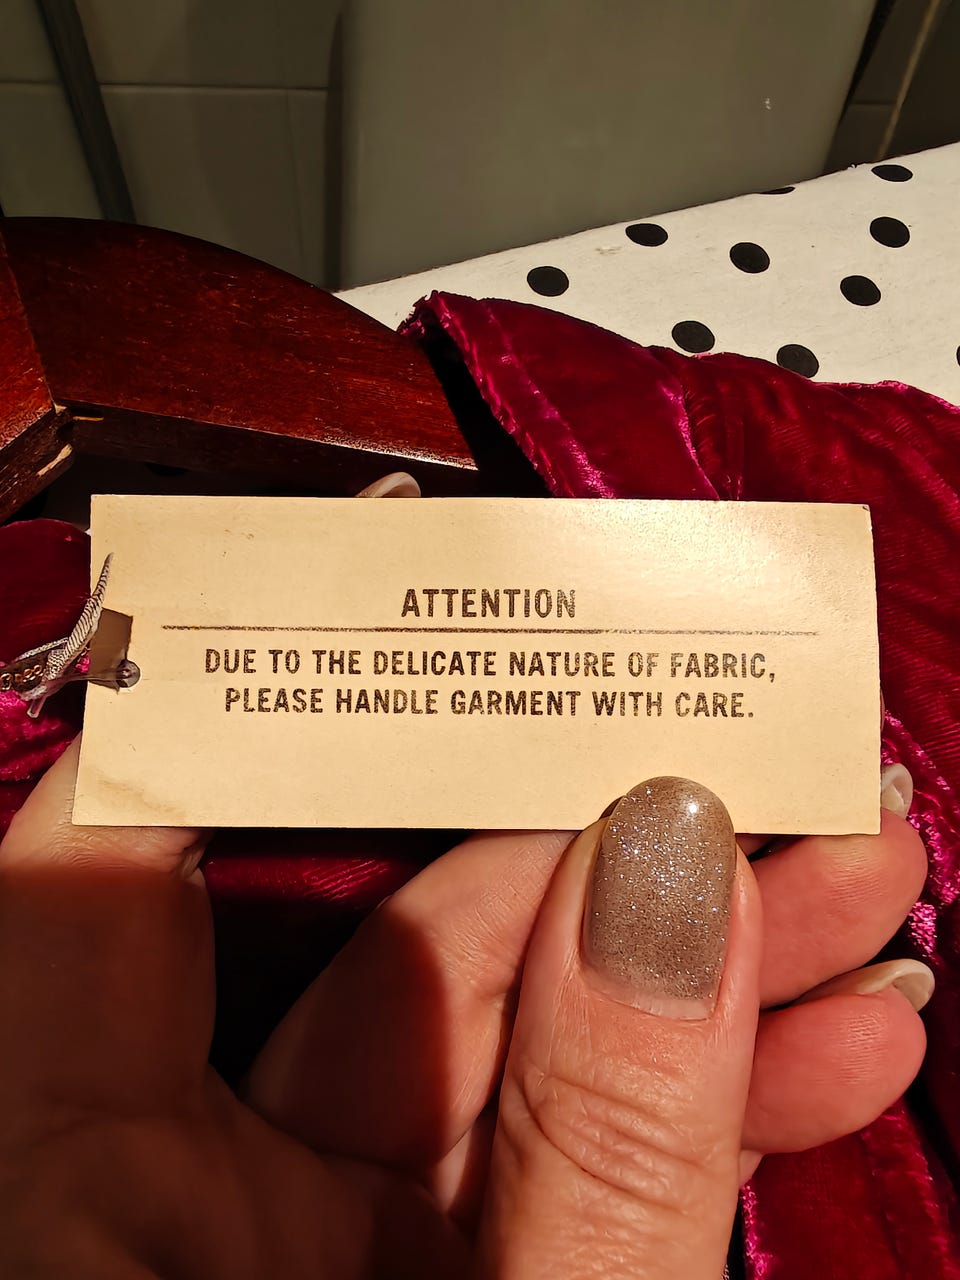 ATTENTION
DUE TO THE DELICATE NATURE OF FABRIC,
PLEASE HANDLE GARMENT WITH CARE.